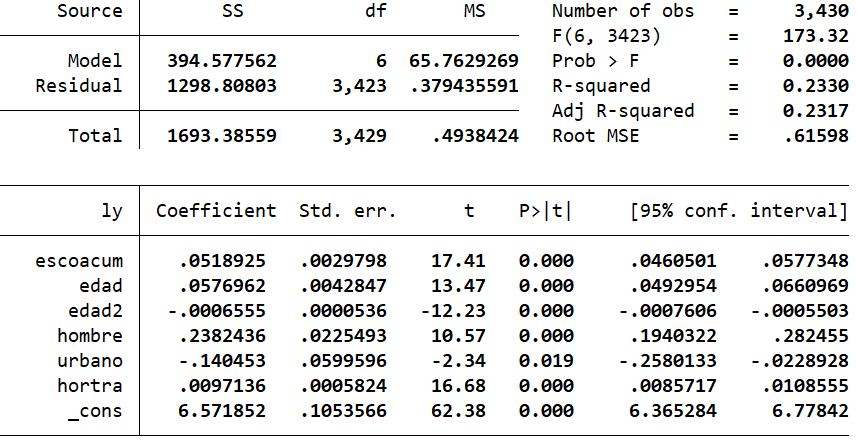 Source SS df MS Number of obs = 3,430
F(6, 3423) = 173.32
Model 394.577562 6 65.7629269 Prob > F = 0.0000
Residual 1298.80803 3,423 .379435591 R-squared = 0.2330
Adj R-squared = 0.2317
Total 1693.38559 3,429 .4938424 Root MSE = .61598
ly Coefficient Std. err. t P>|t| [95% conf. interval]
escoacum .0518925 .0029798 17.41 0.000 .0460501 .0577348
edad .0576962 .0042847 13.47 0.000 .0492954 .0660969
edad2 -.0006555 .0000536 -12.23 0.000 -.0007606 -.0005503
hombre .2382436 .0225493 10.57 0.000 .1940322 .282455
urbano -.140453 .0599596 -2.34 0.019 -.2580133 -.0228928
hortra .0097136 .0005824 16.68 0.000 .0085717 .0108555
_cons 6.571852 .1053566 62.38 0.000 6.365284 6.77842